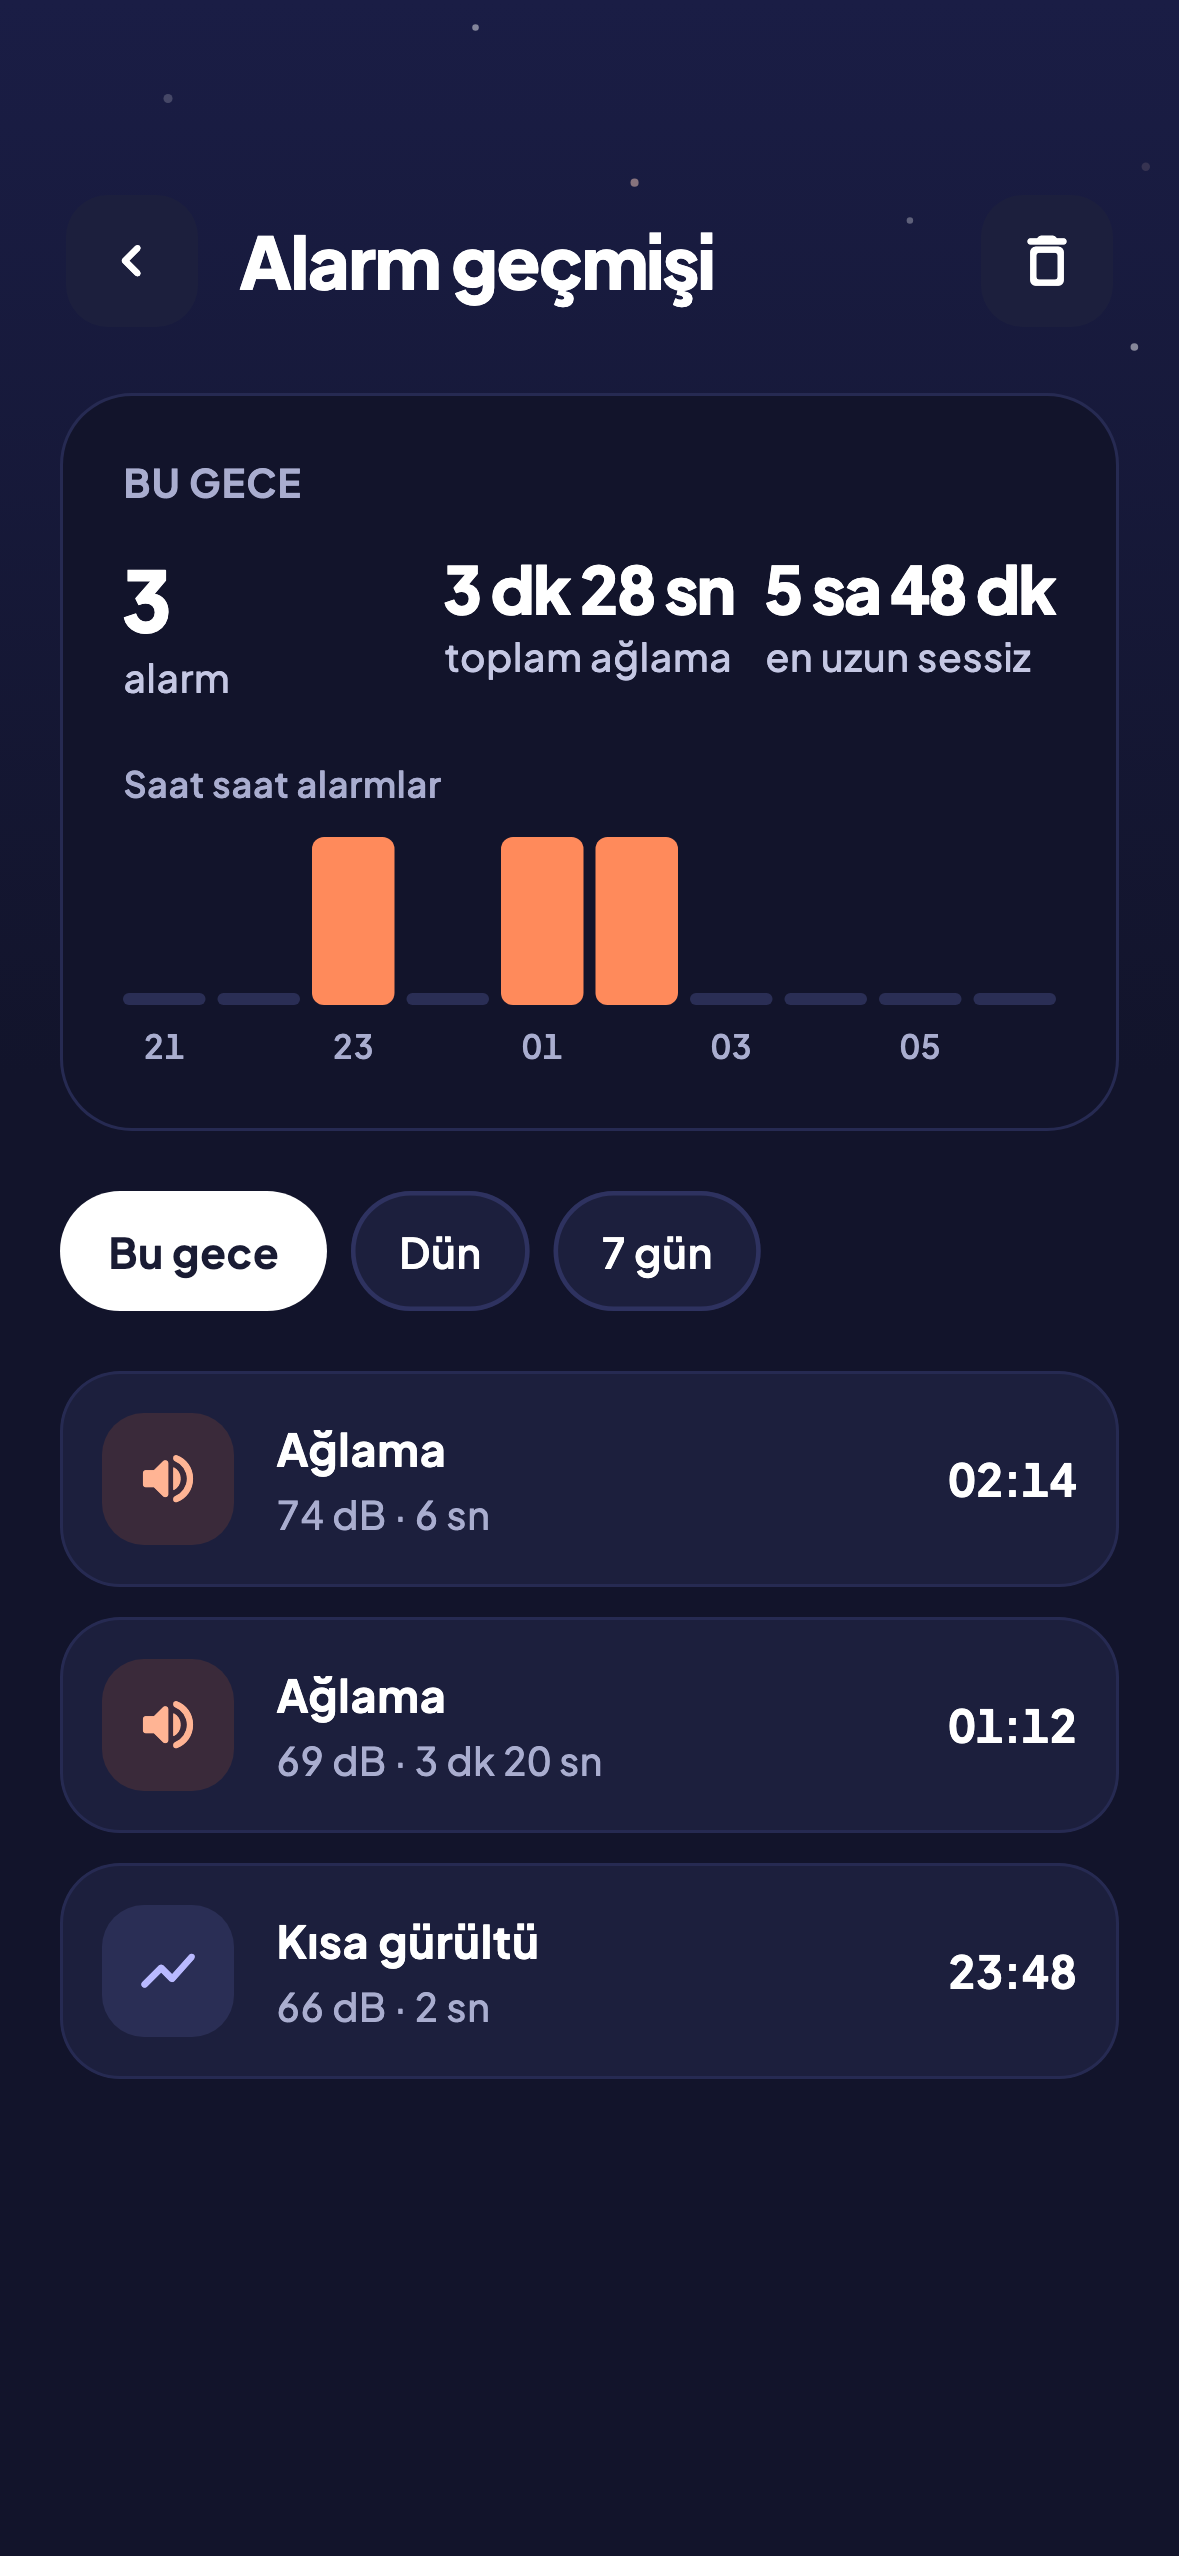 Alarm geçmişi
BU GECE
3
alarm
3 dk 28 sn
toplam ağlama
5 sa 48 dk
en uzun sessiz
Saat saat alarmlar
21 23 01 03 05
Bu gece Dün 7 gün
Ağlama
74 dB · 6 sn
02:14
Ağlama
69 dB · 3 dk 20 sn
01:12
Kısa gürültü
66 dB · 2 sn
23:48